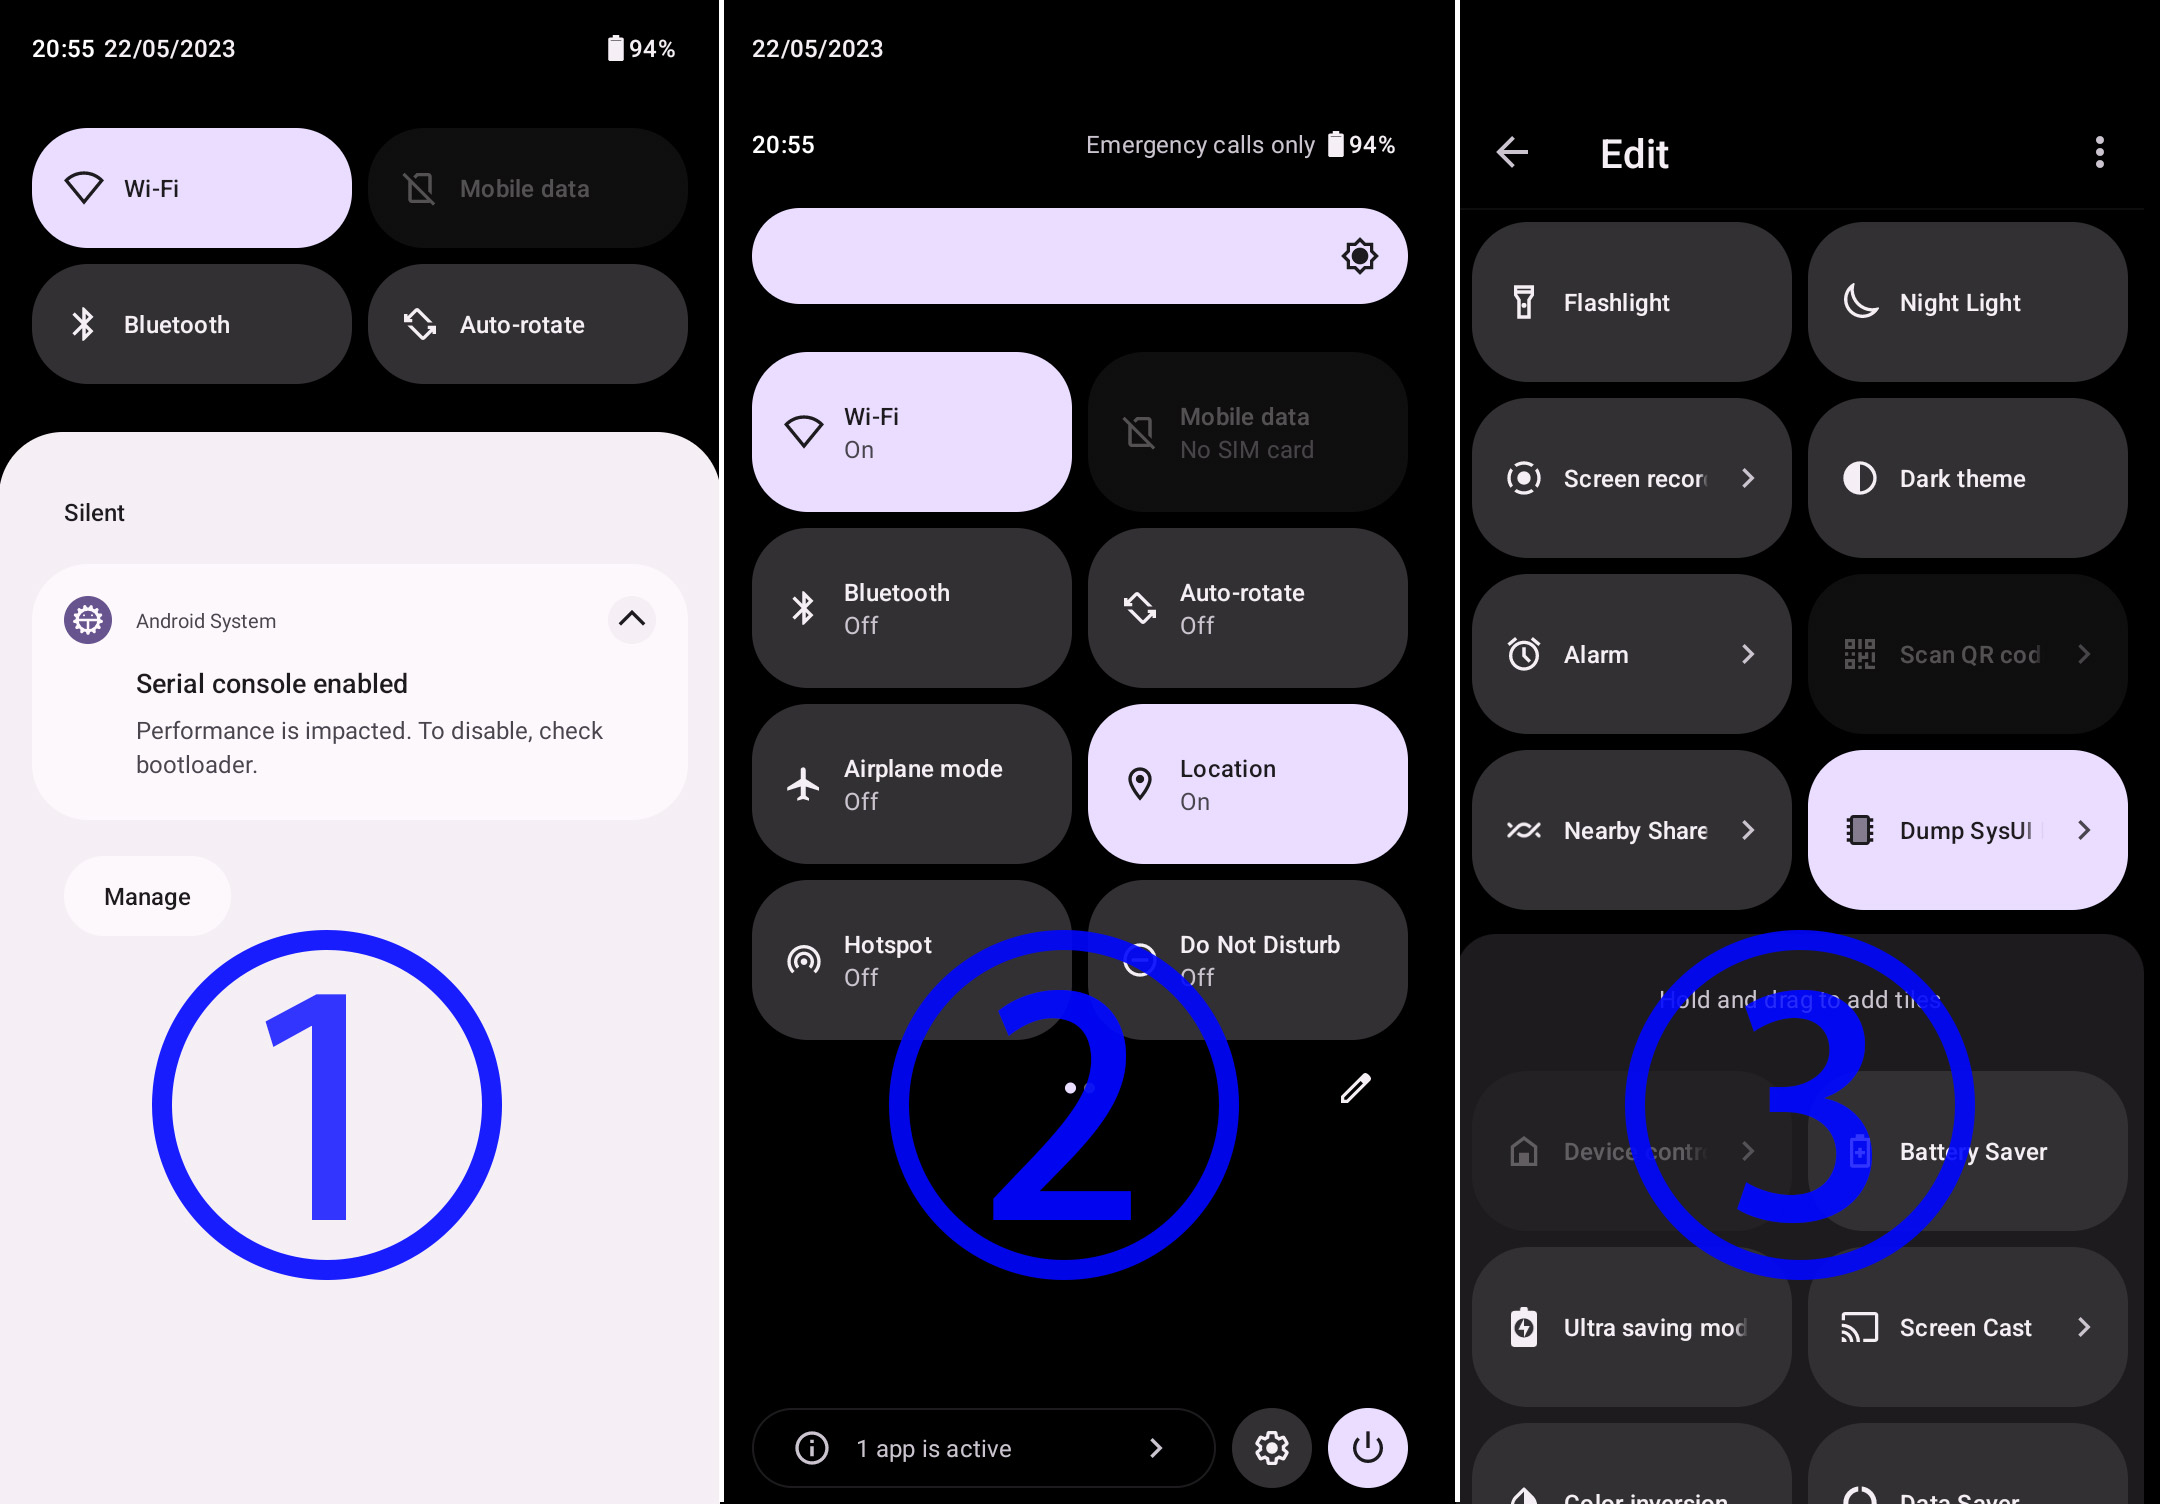 20:55 22/05/2023 94%
Wi-Fi Mobile data
Bluetooth Auto-rotate
Silent
Android System
Serial console enabled
Performance is impacted. To disable, check
bootloader.
Manage
1
22/05/2023
20:55 Emergency calls only 94%
Wi-Fi
On
Mobile data
No SIM card
Bluetooth
Off
Auto-rotate
Off
Airplane mode
Off
Location
On
Hotspot
Off
Do Not Disturb
Off
2
1 app is active
Edit
Flashlight Night Light
Screen recor Dark theme
Alarm Scan QR cod
Nearby Share Dump SysUI
Hold and drag to add tiles
3
Device contr Battery Saver
Ultra saving mod Screen Cast
Color inversion Data Saver